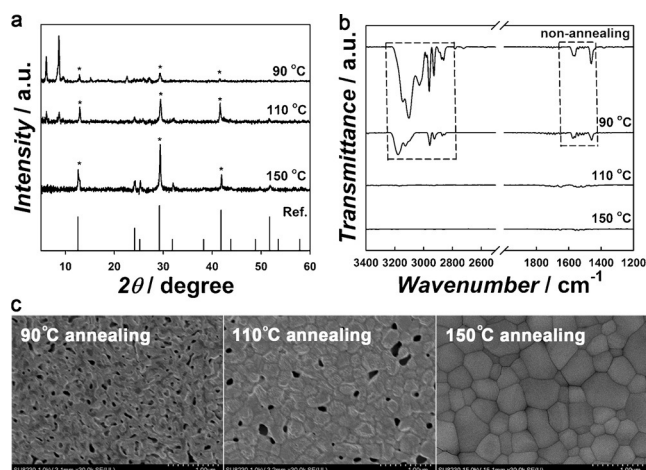 a
Intensity / a.u.
*
*
*
90 °C
*
*
*
110 °C
*
*
*
150 °C
Ref.
10 20 30 40 50 60
2θ / degree
b
Transmittance / a.u.
non-annealing
90 °C
110 °C
150 °C
3400 3200 3000 2800 2600 1800 1600 1400 1200
Wavenumber / cm-1
c
90°C annealing
110°C annealing
150°C annealing